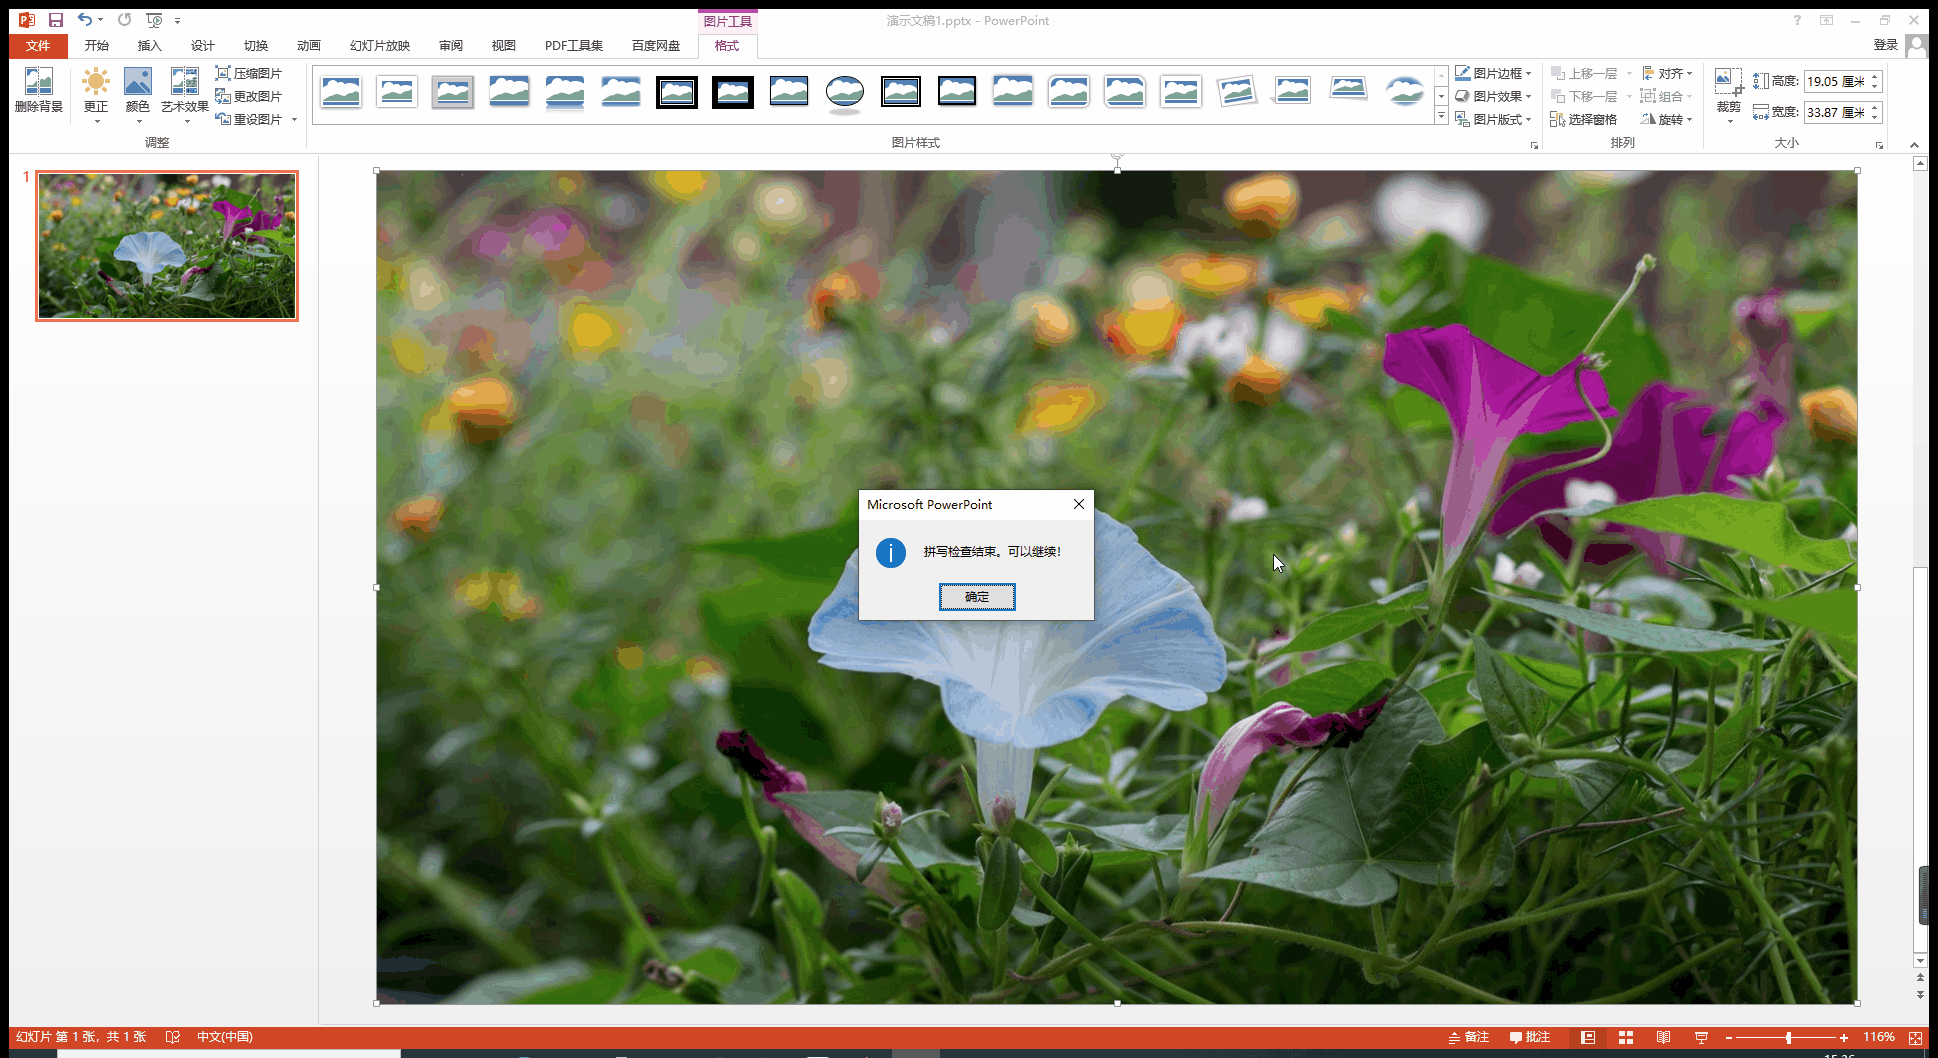 图片工具
演示文稿1.pptx - PowerPoint
文件 开始 插入 设计 切换 动画 幻灯片放映 审阅 视图 PDF工具集 百度网盘 格式 登录
删除背景 更正 颜色 艺术效果
压缩图片
更改图片
重设图片
调整
图片样式
图片边框
图片效果
图片版式
上移一层 对齐
下移一层 组合
选择窗格 旋转
排列
裁剪
高度: 19.05 厘米
宽度: 33.87 厘米
大小
1
Microsoft PowerPoint
拼写检查结束。可以继续!
确定
幻灯片 第 1 张，共 1 张 中文(中国) 备注 批注 116%